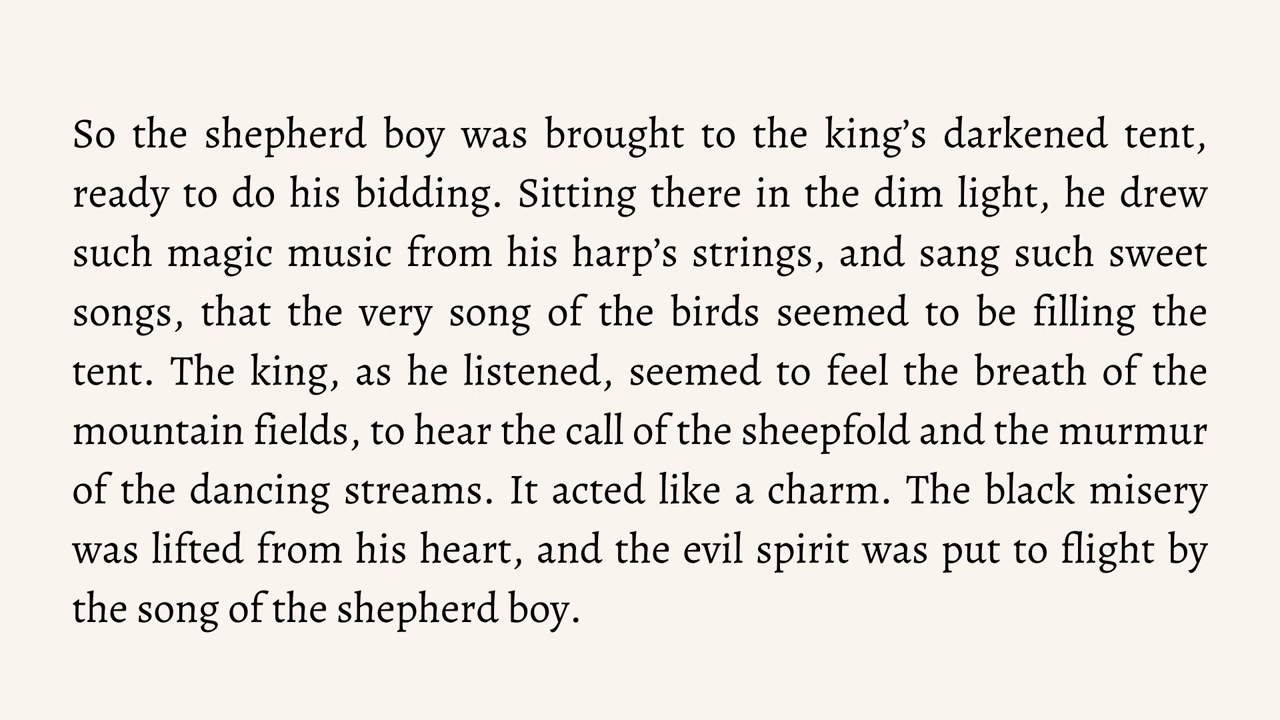 So the shepherd boy was brought to the king’s darkened tent,
ready to do his bidding. Sitting there in the dim light, he drew
such magic music from his harp’s strings, and sang such sweet
songs, that the very song of the birds seemed to be filling the
tent. The king, as he listened, seemed to feel the breath of the
mountain fields, to hear the call of the sheepfold and the murmur
of the dancing streams. It acted like a charm. The black misery
was lifted from his heart, and the evil spirit was put to flight by
the song of the shepherd boy.